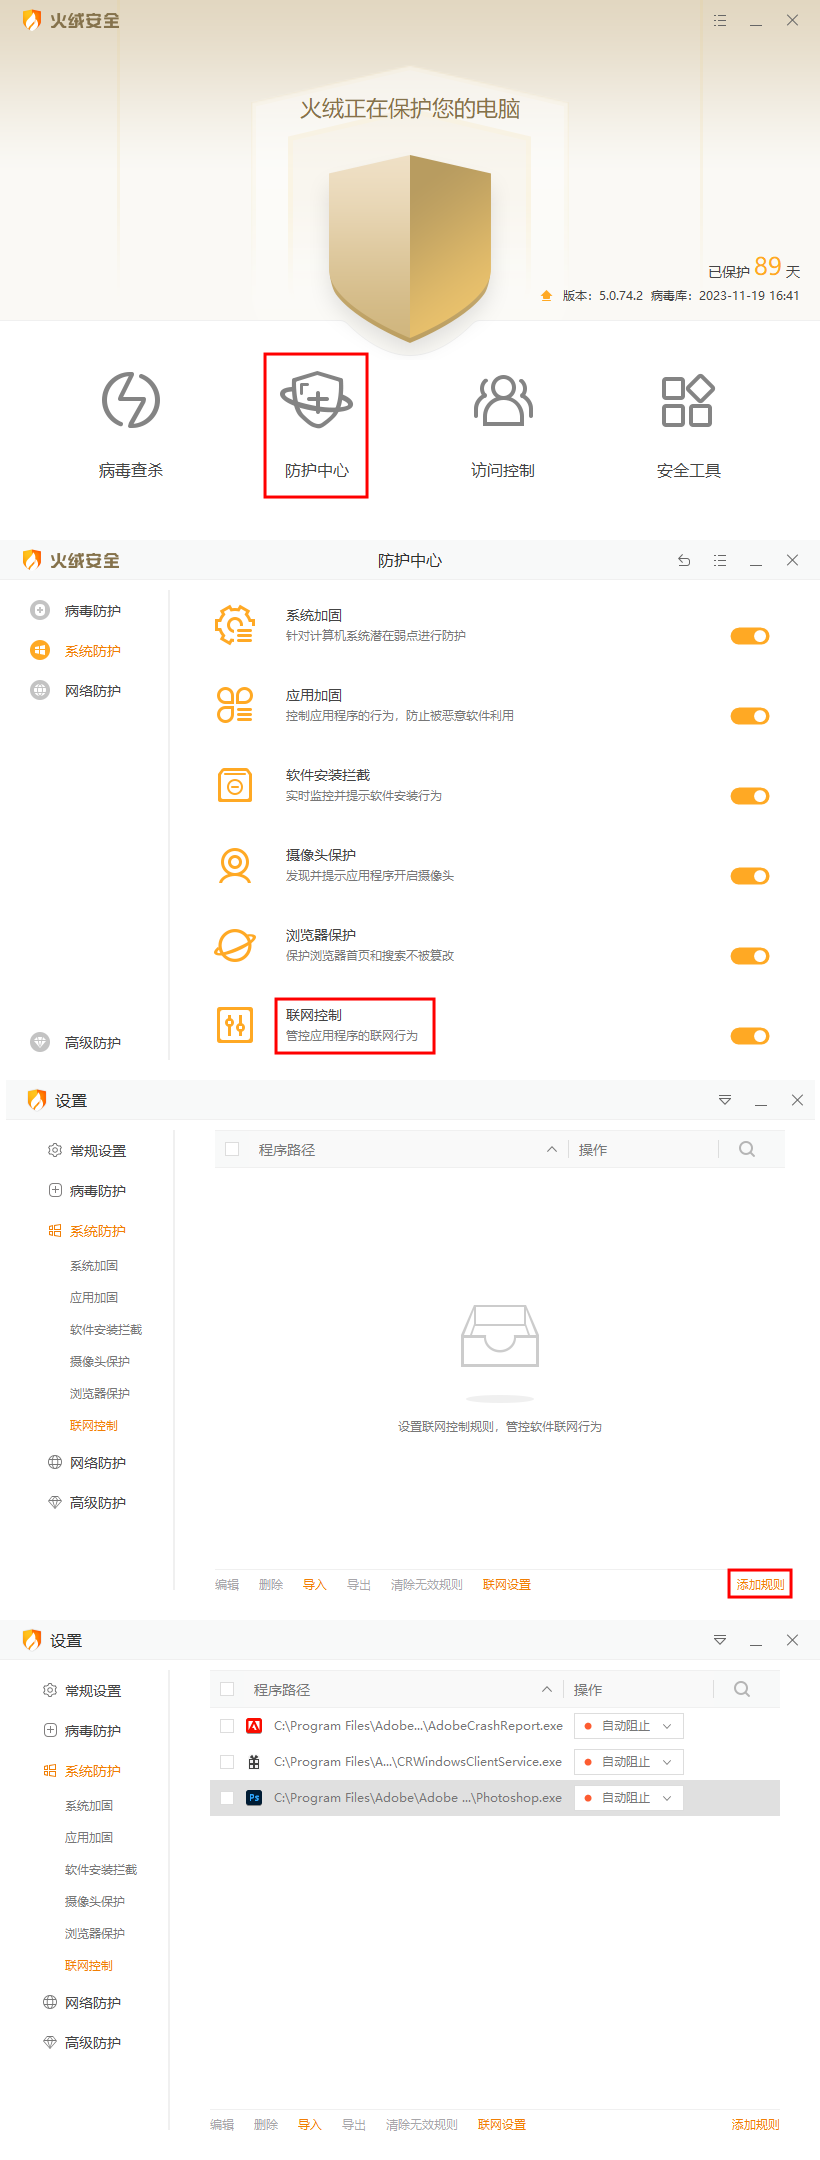 火绒安全
火绒正在保护您的电脑
已保护 89 天
版本：5.0.74.2 病毒库：2023-11-19 16:41
病毒查杀 防护中心 访问控制 安全工具
火绒安全 防护中心
病毒防护
系统防护
网络防护
高级防护
系统加固
针对计算机系统潜在弱点进行防护
应用加固
控制应用程序的行为，防止被恶意软件利用
软件安装拦截
实时监控并提示软件安装行为
摄像头保护
发现并提示应用程序开启摄像头
浏览器保护
保护浏览器首页和搜索不被篡改
联网控制
管控应用程序的联网行为
设置
常规设置
病毒防护
系统防护
系统加固
应用加固
软件安装拦截
摄像头保护
浏览器保护
联网控制
网络防护
高级防护
程序路径 操作
设置联网控制规则，管控软件联网行为
编辑 删除 导入 导出 清除无效规则 联网设置 添加规则
设置
常规设置
病毒防护
系统防护
系统加固
应用加固
软件安装拦截
摄像头保护
浏览器保护
联网控制
网络防护
高级防护
程序路径 操作
C:\Program Files\Adobe...\AdobeCrashReport.exe 自动阻止
C:\Program Files\A...\CRWindowsClientService.exe 自动阻止
Ps C:\Program Files\Adobe\Adobe ...\Photoshop.exe 自动阻止
编辑 删除 导入 导出 清除无效规则 联网设置 添加规则